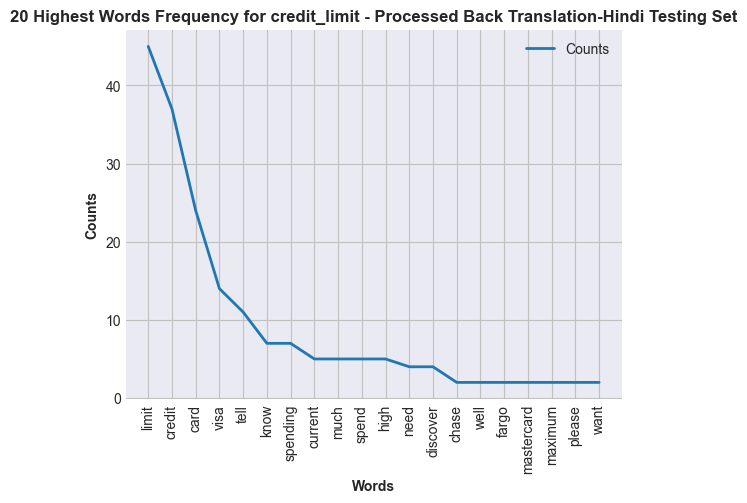 20 Highest Words Frequency for credit_limit - Processed Back Translation-Hindi Testing Set
Counts
40
30
20
10
0
Counts
limit
credit
card
visa
tell
know
spending
current
much
spend
high
need
discover
chase
well
fargo
mastercard
maximum
please
want
Words